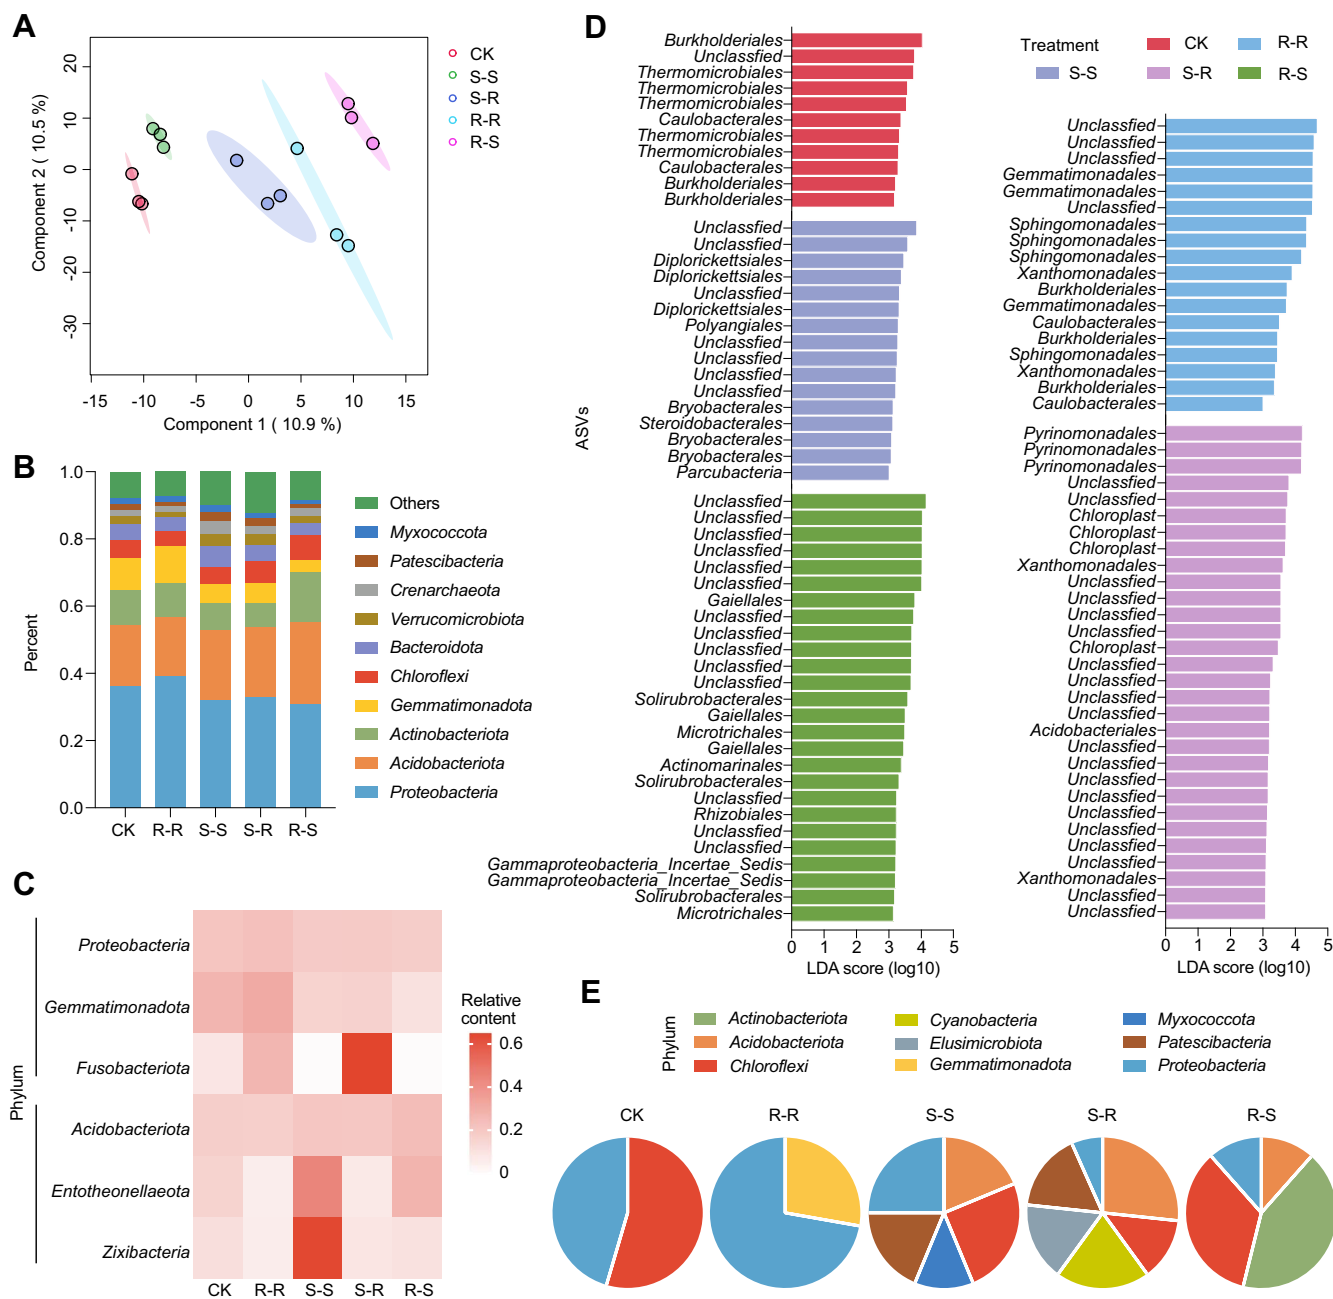 A
Component 2 ( 10.5 %)
20
10
0
-10
-20
-30
-15
-10
-5
0
5
10
15
Component 1 ( 10.9 %)
CK
S-S
S-R
R-R
R-S
B
Percent
1.0
0.8
0.6
0.4
0.2
0.0
CK
R-R
S-S
S-R
R-S
Others
Myxococcota
Patescibacteria
Crenarchaeota
Verrucomicrobiota
Bacteroidota
Chloroflexi
Gemmatimonadota
Actinobacteriota
Acidobacteriota
Proteobacteria
C
Phylum
Proteobacteria
Gemmatimonadota
Fusobacteriota
Acidobacteriota
Entotheonellaeota
Zixibacteria
CK
R-R
S-S
S-R
R-S
Relative
content
0.6
0.4
0.2
0
D
Treatment
CK
R-R
S-S
S-R
R-S
ASVs
Burkholderiales
Unclassfied
Thermomicrobiales
Thermomicrobiales
Thermomicrobiales
Caulobacterales
Thermomicrobiales
Thermomicrobiales
Caulobacterales
Burkholderiales
Burkholderiales
Unclassfied
Unclassfied
Diplorickettsiales
Diplorickettsiales
Unclassfied
Diplorickettsiales
Polyangiales
Unclassfied
Unclassfied
Unclassfied
Unclassfied
Bryobacterales
Steroidobacterales
Bryobacterales
Bryobacterales
Parcubacteria
Unclassfied
Unclassfied
Unclassfied
Unclassfied
Unclassfied
Unclassfied
Gaiellales
Unclassfied
Unclassfied
Unclassfied
Unclassfied
Unclassfied
Solirubrobacterales
Gaiellales
Microtrichales
Gaiellales
Actinomarinales
Solirubrobacterales
Unclassfied
Rhizobiales
Unclassfied
Unclassfied
Gammaproteobacteria_Incertae_Sedis
Gammaproteobacteria_Incertae_Sedis
Solirubrobacterales
Microtrichales
0
1
2
3
4
5
LDA score (log10)
Unclassfied
Unclassfied
Unclassfied
Gemmatimonadales
Gemmatimonadales
Unclassfied
Sphingomonadales
Sphingomonadales
Sphingomonadales
Xanthomonadales
Burkholderiales
Gemmatimonadales
Caulobacterales
Burkholderiales
Sphingomonadales
Xanthomonadales
Burkholderiales
Caulobacterales
Pyrinomonadales
Pyrinomonadales
Pyrinomonadales
Unclassfied
Unclassfied
Chloroplast
Chloroplast
Chloroplast
Xanthomonadales
Unclassfied
Unclassfied
Unclassfied
Unclassfied
Chloroplast
Unclassfied
Unclassfied
Unclassfied
Unclassfied
Acidobacteriales
Unclassfied
Unclassfied
Unclassfied
Unclassfied
Unclassfied
Unclassfied
Unclassfied
Unclassfied
Xanthomonadales
Unclassfied
Unclassfied
0
1
2
3
4
5
LDA score (log10)
E
Phylum
Actinobacteriota
Acidobacteriota
Chloroflexi
Cyanobacteria
Elusimicrobiota
Gemmatimonadota
Myxococcota
Patescibacteria
Proteobacteria
CK
R-R
S-S
S-R
R-S